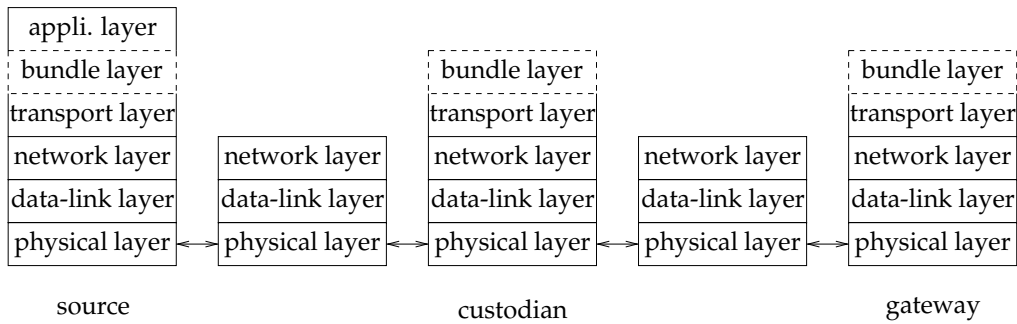 appli. layer
bundle layer bundle layer bundle layer
transport layer transport layer transport layer
network layer network layer network layer network layer network layer
data-link layer data-link layer data-link layer data-link layer data-link layer
physical layer physical layer physical layer physical layer physical layer
source custodian gateway